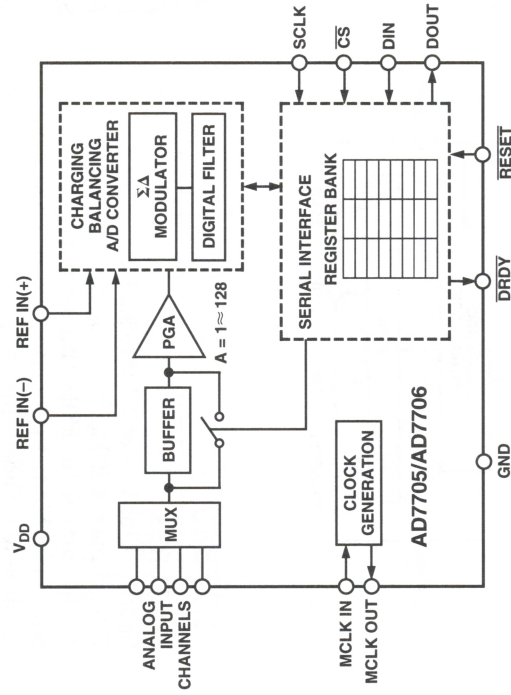 REF IN(–)
REF IN(+)
VDD
CHARGING
BALANCING
A/D CONVERTER
ΣΔ
MODULATOR
DIGITAL FILTER
ANALOG
INPUT
CHANNELS
MUX
BUFFER
PGA
A = 1≈128
SERIAL INTERFACE
REGISTER BANK
MCLK IN
MCLK OUT
CLOCK
GENERATION
AD7705/AD7706
SCLK
CS
DIN
DOUT
GND
DRDY
RESET